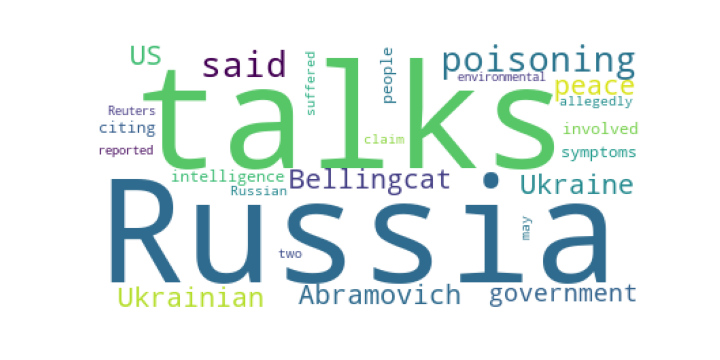 US
said
talks
suffered
people
poisoning
environmental
peace
Reuters
allegedly
citing
claim
involved
reported
symptoms
intelligence
Bellingcat
Russian
Ukraine
Russia
may
two
Ukrainian
Abramovich
government